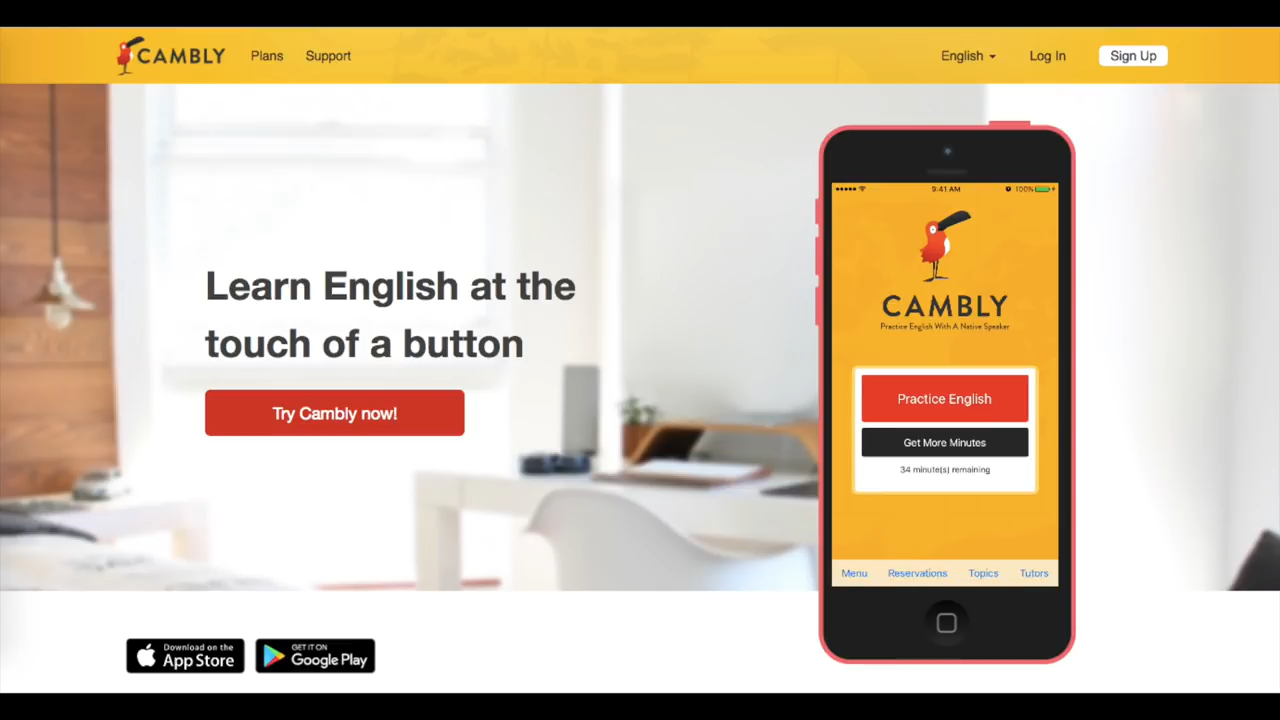 CAMBLY
Plans
Support
English
Log In
Sign Up
Learn English at the
touch of a button
Try Cambly now!
9:41 AM
100%
CAMBLY
Practice English With A Native Speaker
Practice English
Get More Minutes
34 minute(s) remaining
Menu
Reservations
Topics
Tutors
Download on the
App Store
GET IT ON
Google Play